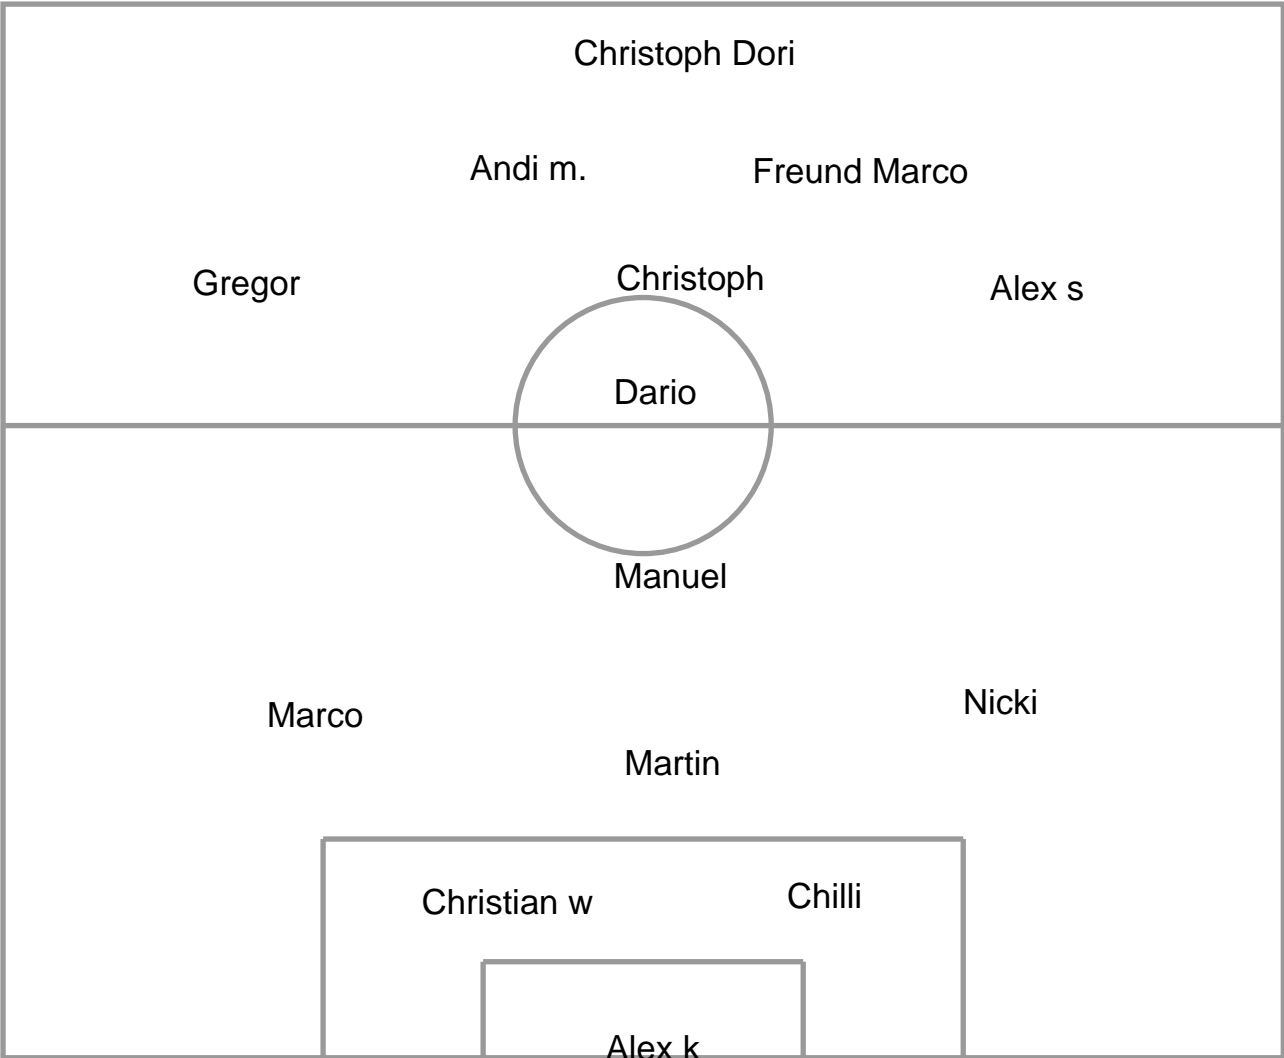 Christoph Dori
Andi m.
Freund Marco
Gregor
Christoph
Alex s
Dario
Manuel
Marco
Nicki
Martin
Christian w
Chilli
Alex k